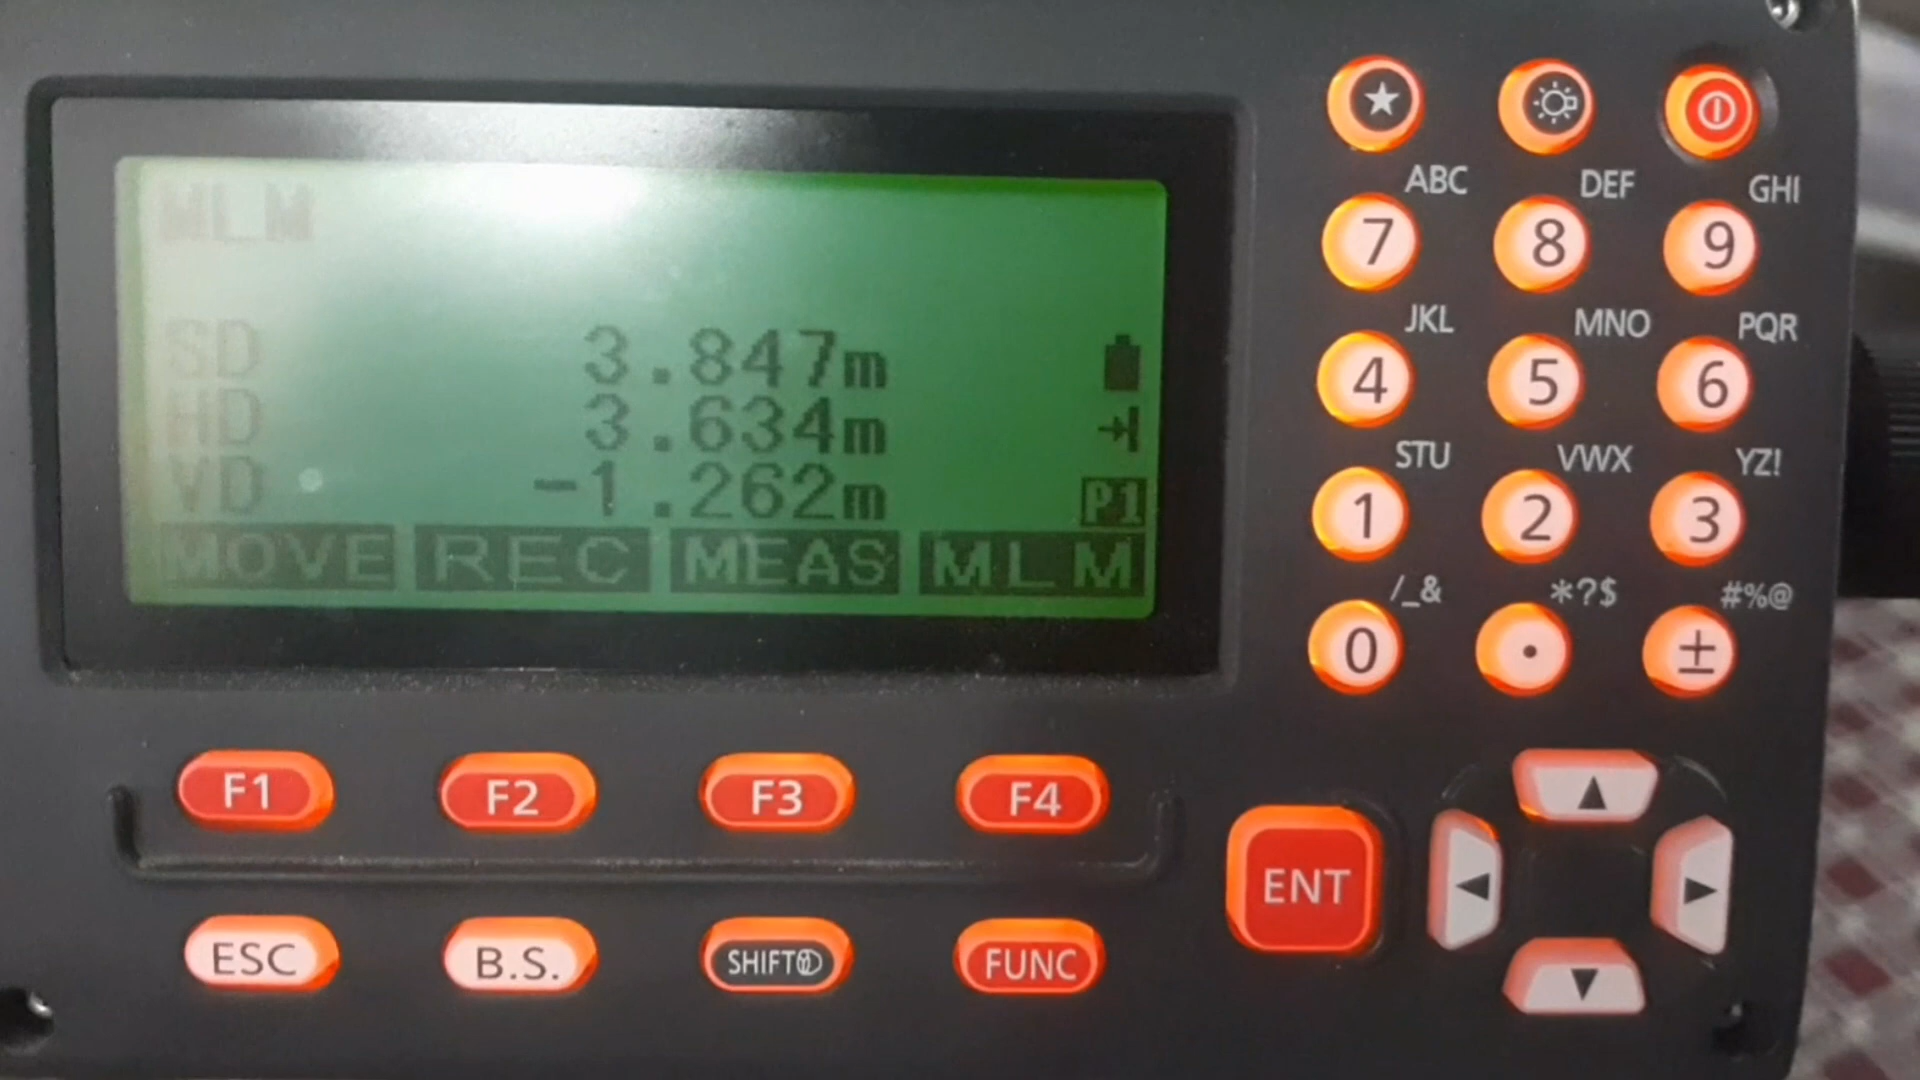 MLM
SD 3.847m
HD 3.634m
VD -1.262m P1
MOVE REC MEAS MLM
ABC DEF GHI
7 8 9
JKL MNO PQR
4 5 6
STU VWX YZ!
1 2 3
/_& *?$ #%@
0 . ±
F1 F2 F3 F4
ENT
ESC B.S. SHIFT FUNC